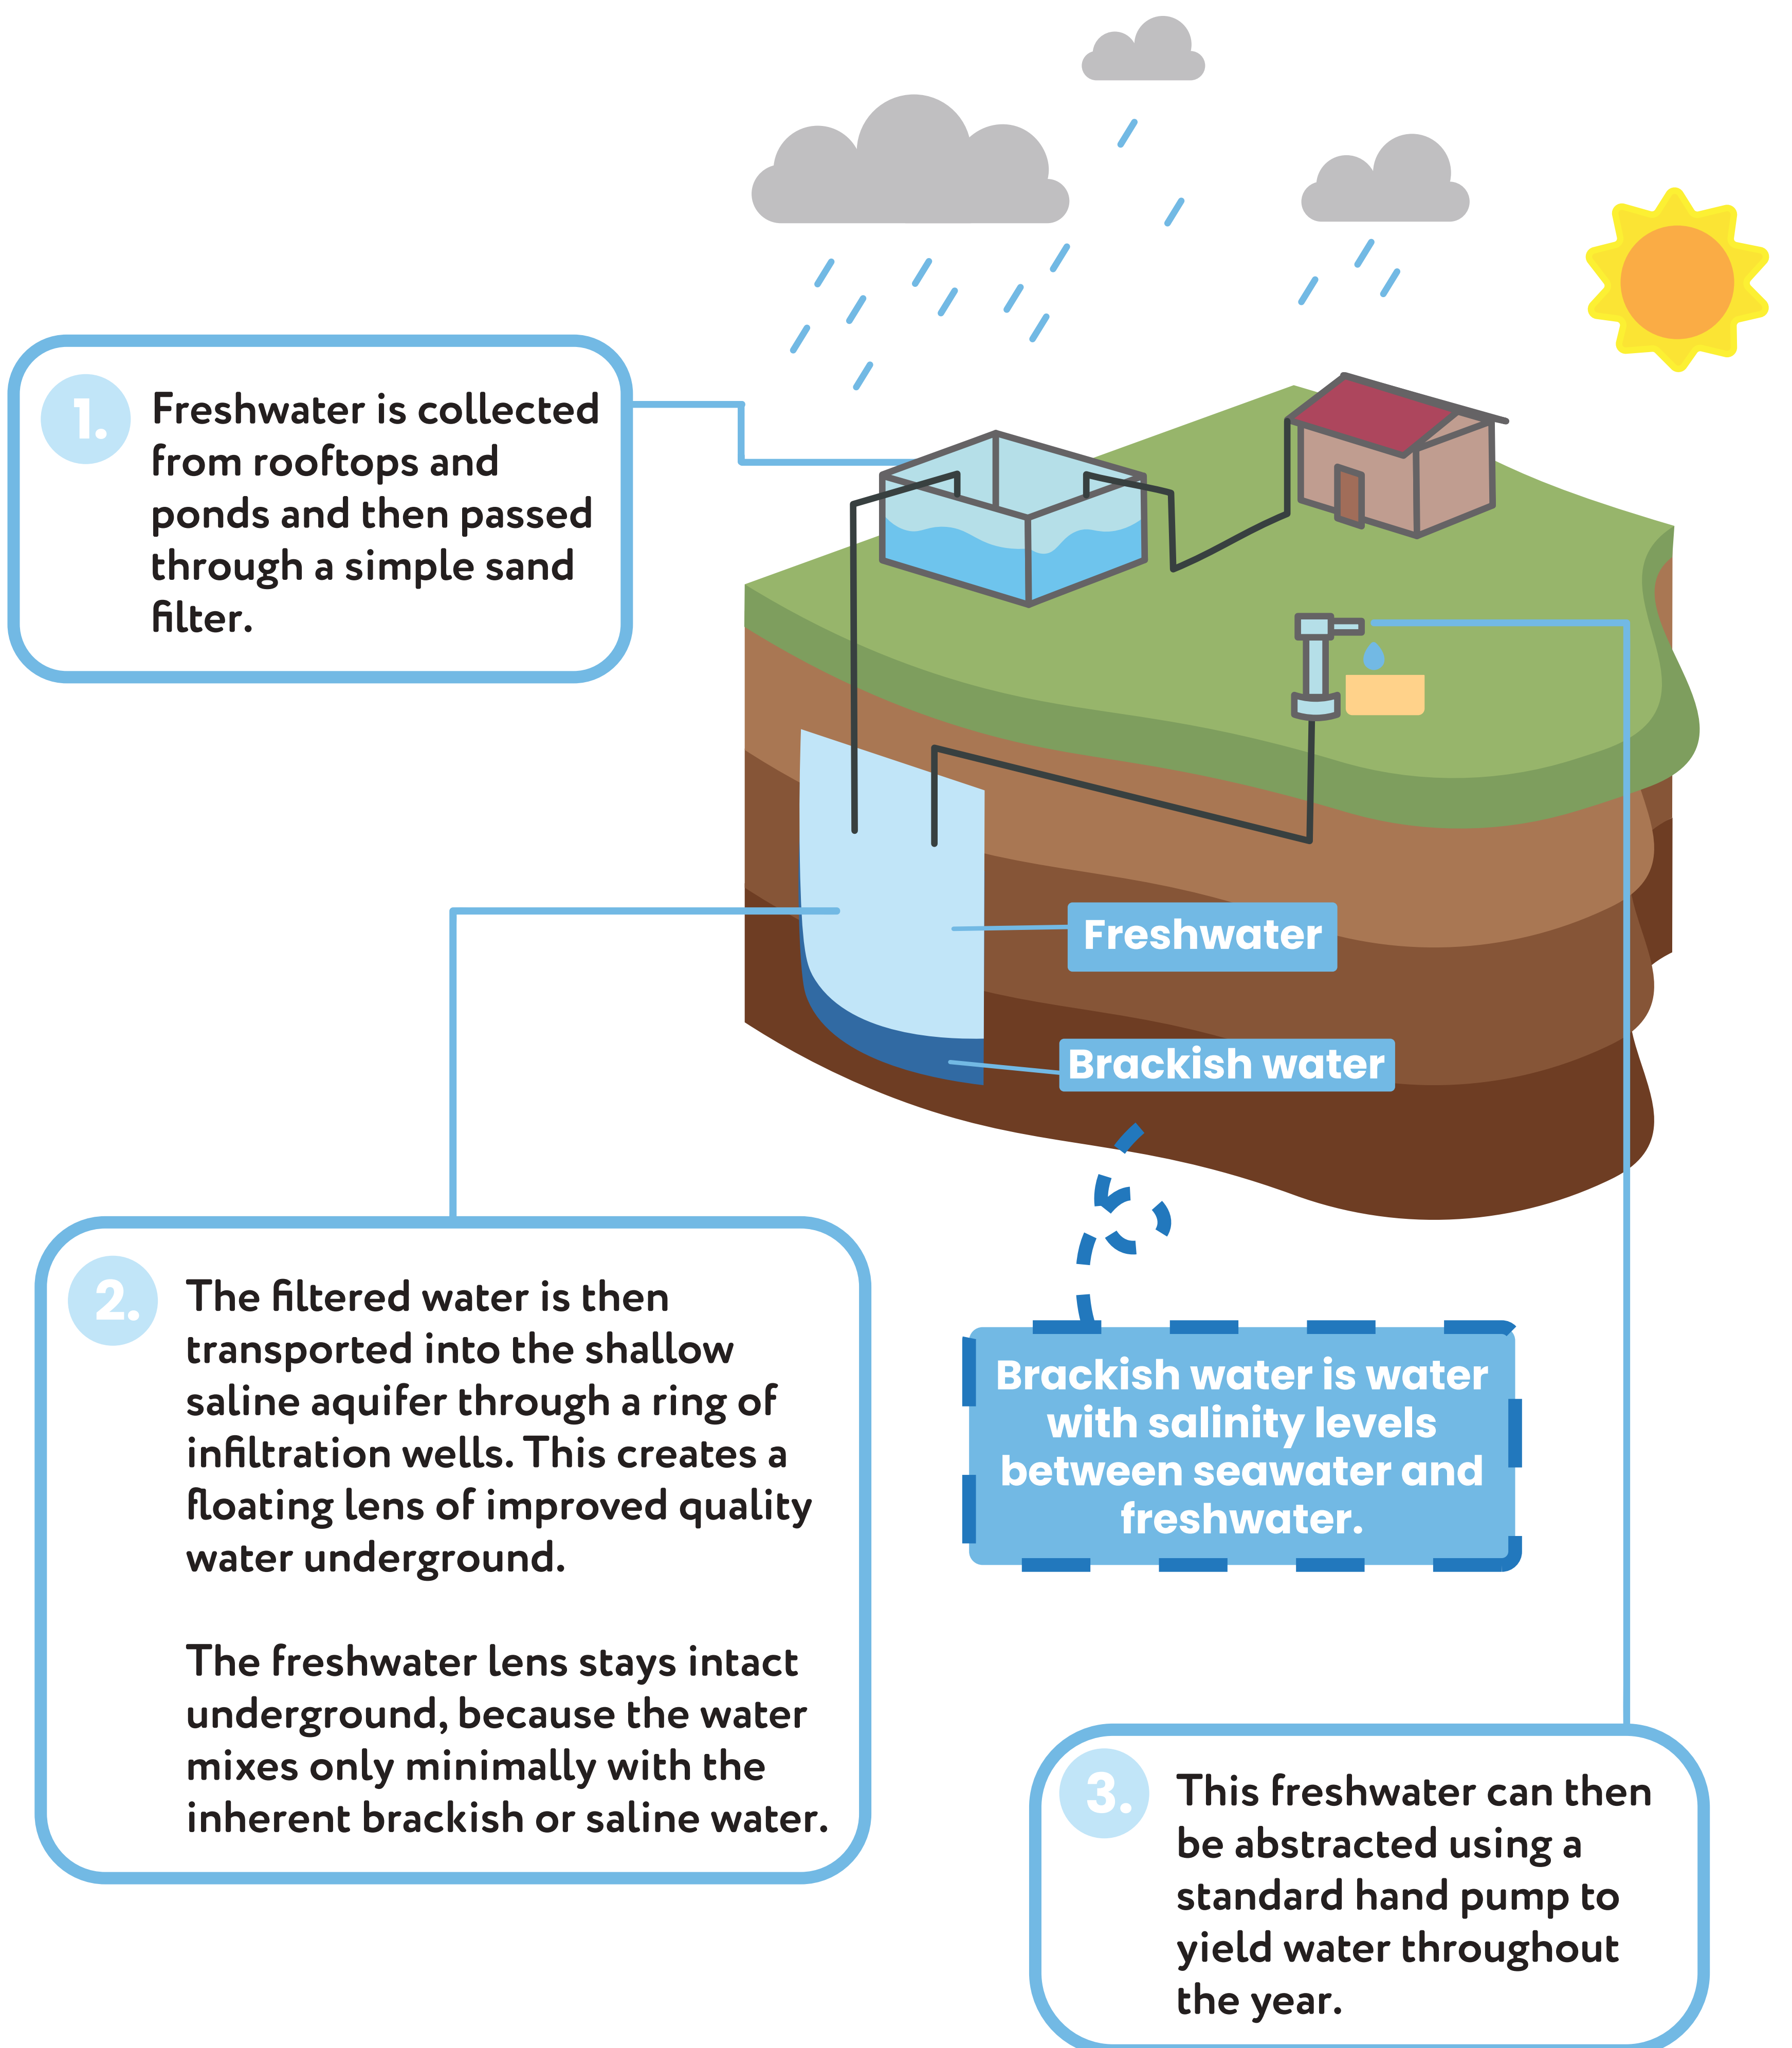 1.
Freshwater is collected
from rooftops and
ponds and then passed
through a simple sand
filter.
Freshwater
Brackish water
2.
The filtered water is then
transported into the shallow
saline aquifer through a ring of
infiltration wells. This creates a
floating lens of improved quality
water underground.
The freshwater lens stays intact
underground, because the water
mixes only minimally with the
inherent brackish or saline water.
Brackish water is water
with salinity levels
between seawater and
freshwater.
3.
This freshwater can then
be abstracted using a
standard hand pump to
yield water throughout
the year.